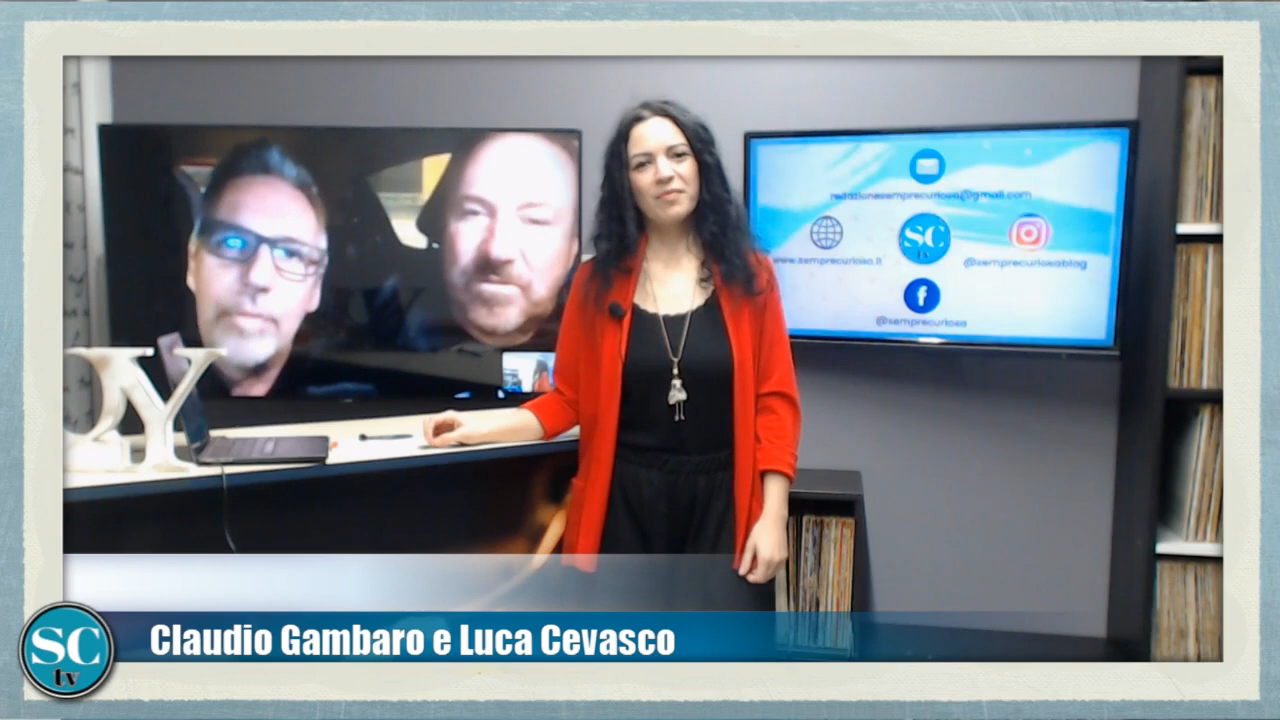 redazionesemprecuriosa@gmail.com
www.semprecuriosa.it
SC
tv
@semprecuriosablog
f
@semprecuriosa
SC
tv
Claudio Gambaro e Luca Cevasco